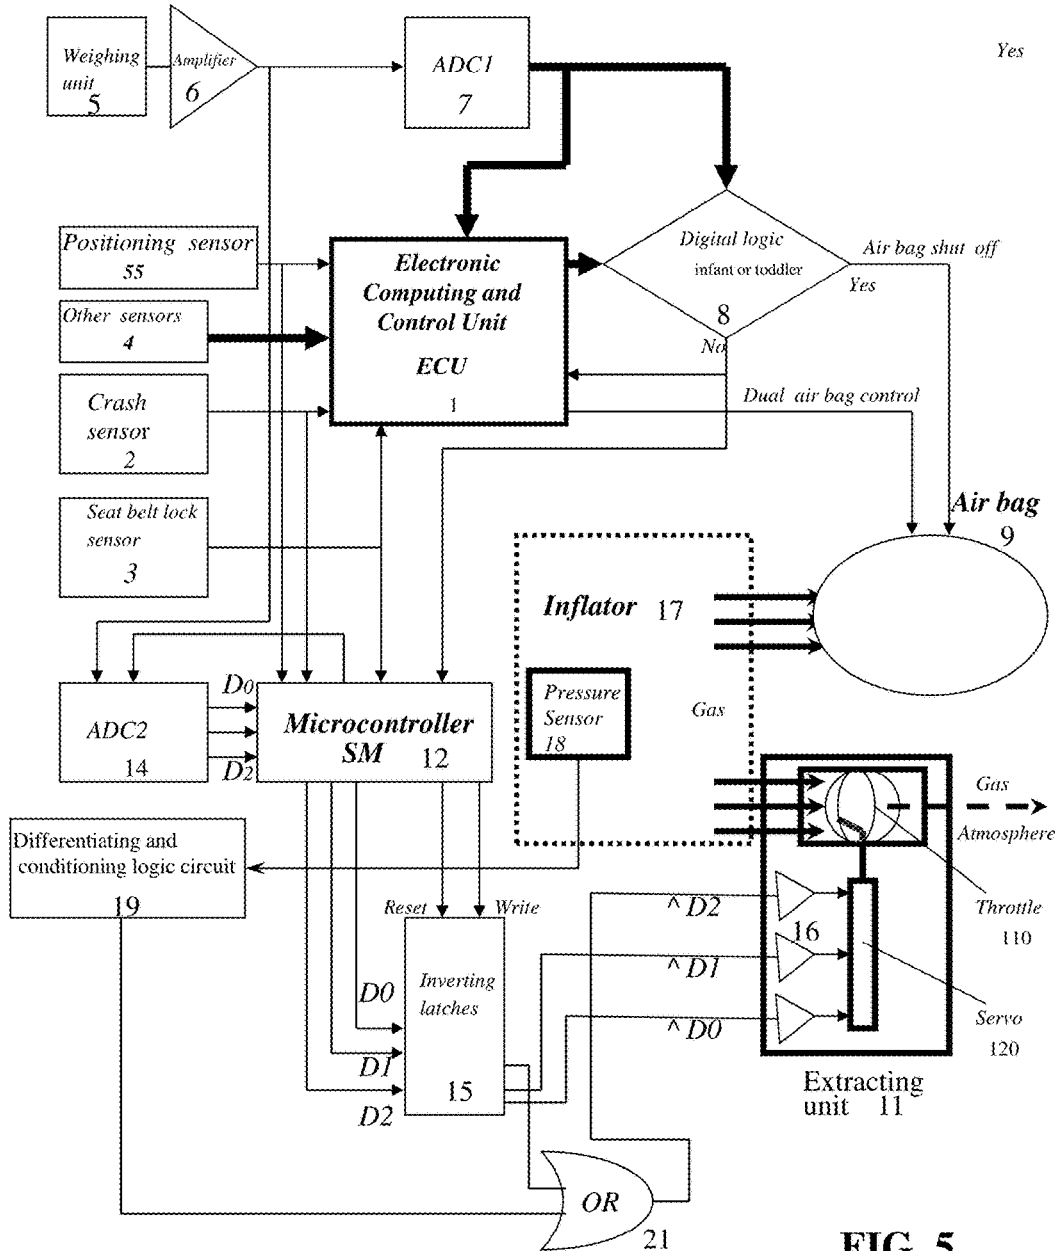 Yes
Weighing
unit
5
Amplifier
6
ADC1
7
Positioning sensor
55
Other sensors
4
Crash
sensor
2
Seat belt lock
sensor
3
Electronic
Computing and
Control Unit
ECU
1
Digital logic
infant or toddler
8
Air bag shut off
Yes
No
Dual air bag control
Air bag
9
Inflator 17
Pressure
Sensor
18
Gas
ADC2
14
D0
D2
Microcontroller
SM 12
Differentiating and
conditioning logic circuit
19
Reset
Write
Inverting
latches
15
D0
D1
D2
^D2
^D1
^D0
16
Gas
Atmosphere
Throttle
110
Servo
120
Extracting
unit 11
OR
21
FIG. 5